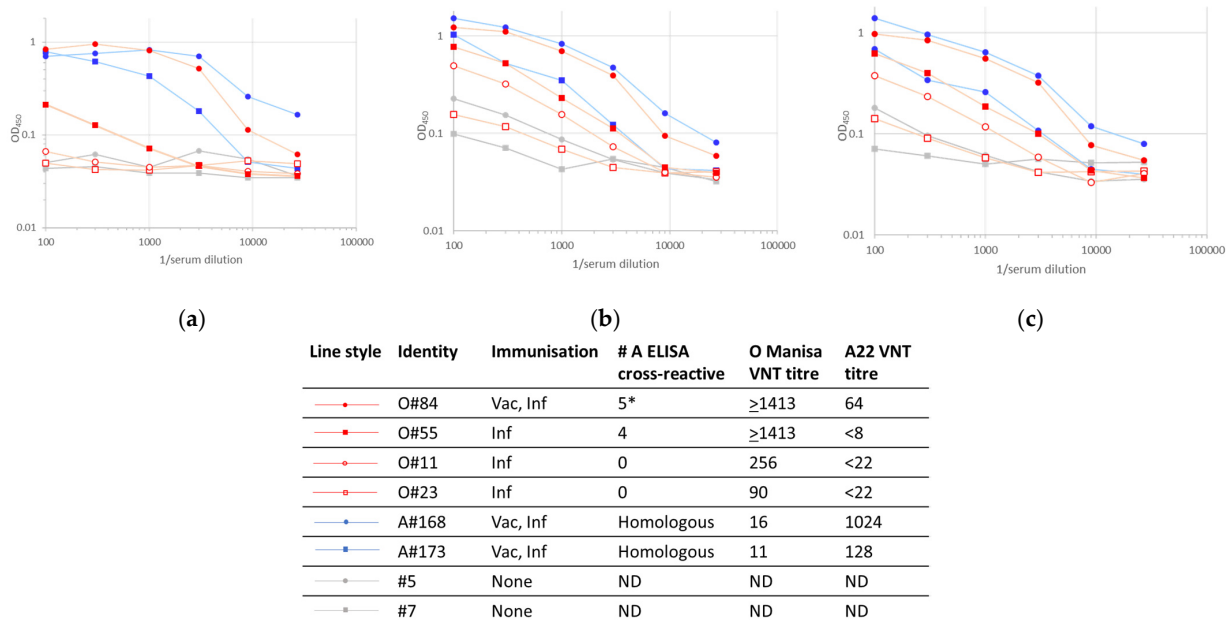 1
0.1
0.01
OD450
100
1000
10000
100000
1/serum dilution
1
0.1
0.01
OD450
100
1000
10000
100000
1/serum dilution
1
0.1
0.01
OD450
100
1000
10000
100000
1/serum dilution
(a)
(b)
(c)
Line style Identity Immunisation # A ELISA cross-reactive O Manisa VNT titre A22 VNT titre
O#84 Vac, Inf 5* ≥1413 64
O#55 Inf 4 ≥1413 <8
O#11 Inf 0 256 <22
O#23 Inf 0 90 <22
A#168 Vac, Inf Homologous 16 1024
A#173 Vac, Inf Homologous 11 128
#5 None ND ND ND
#7 None ND ND ND